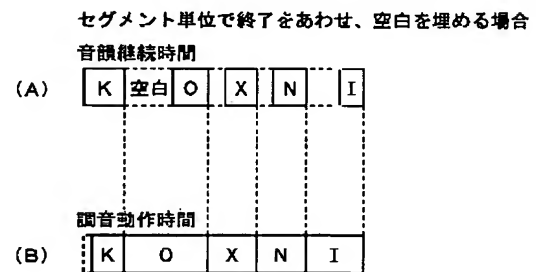 セグメント単位で終了をあわせ、空白を埋める場合
音韻継続時間
(A) K 空白 O X N I
調音動作時間
(B) K O X N I